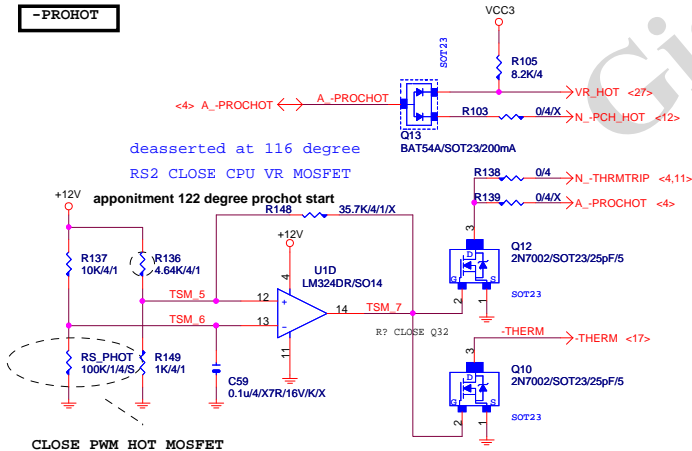 -PROHOT
VCC3
SOT23
R105
8.2K/4
<4> A_-PROCHOT
A_-PROCHOT
VR_HOT <27>
R103
0/4/X
N_-PCH_HOT <12>
Q13
BAT54A/SOT23/200mA
deasserted at 116 degree
RS2 CLOSE CPU VR MOSFET
appointment 122 degree prochot start
R138
0/4
N_-THRMTRIP <4,11>
R139
0/4/X
A_-PROCHOT <4>
+12V
R148
35.7K/4/1/X
+12V
R137
10K/4/1
R136
4.64K/4/1
U1D
LM324DR/SO14
3
Q12
2N7002/SOT23/25pF/5
D
G
S
2
1
SOT23
TSM_5
12
+
4
14
TSM_7
TSM_6
13
-
11
R? CLOSE Q32
-THERM
-THERM <17>
RS_PHOT
100K/1/4/S
R149
1K/4/1
C59
0.1u/4/X7R/16V/K/X
3
Q10
2N7002/SOT23/25pF/5
D
G
S
2
1
SOT23
CLOSE PWM HOT MOSFET